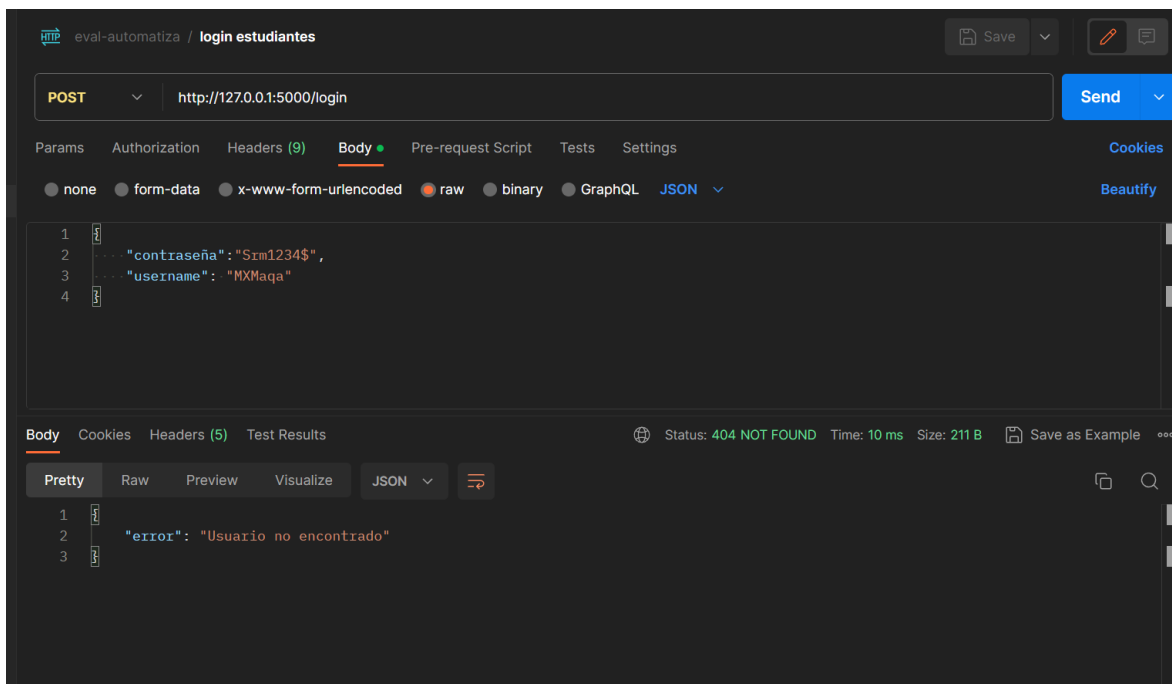 HTTP eval-automatiza / login estudiantes Save
POST http://127.0.0.1:5000/login Send
Params Authorization Headers (9) Body Pre-request Script Tests Settings Cookies
none form-data x-www-form-urlencoded raw binary GraphQL JSON Beautify
1 {
2 "contraseña":"Srm1234$",
3 "username": "MXMaqa"
4 }
Body Cookies Headers (5) Test Results Status: 404 NOT FOUND Time: 10 ms Size: 211 B Save as Example
Pretty Raw Preview Visualize JSON
1 {
2 "error": "Usuario no encontrado"
3 }